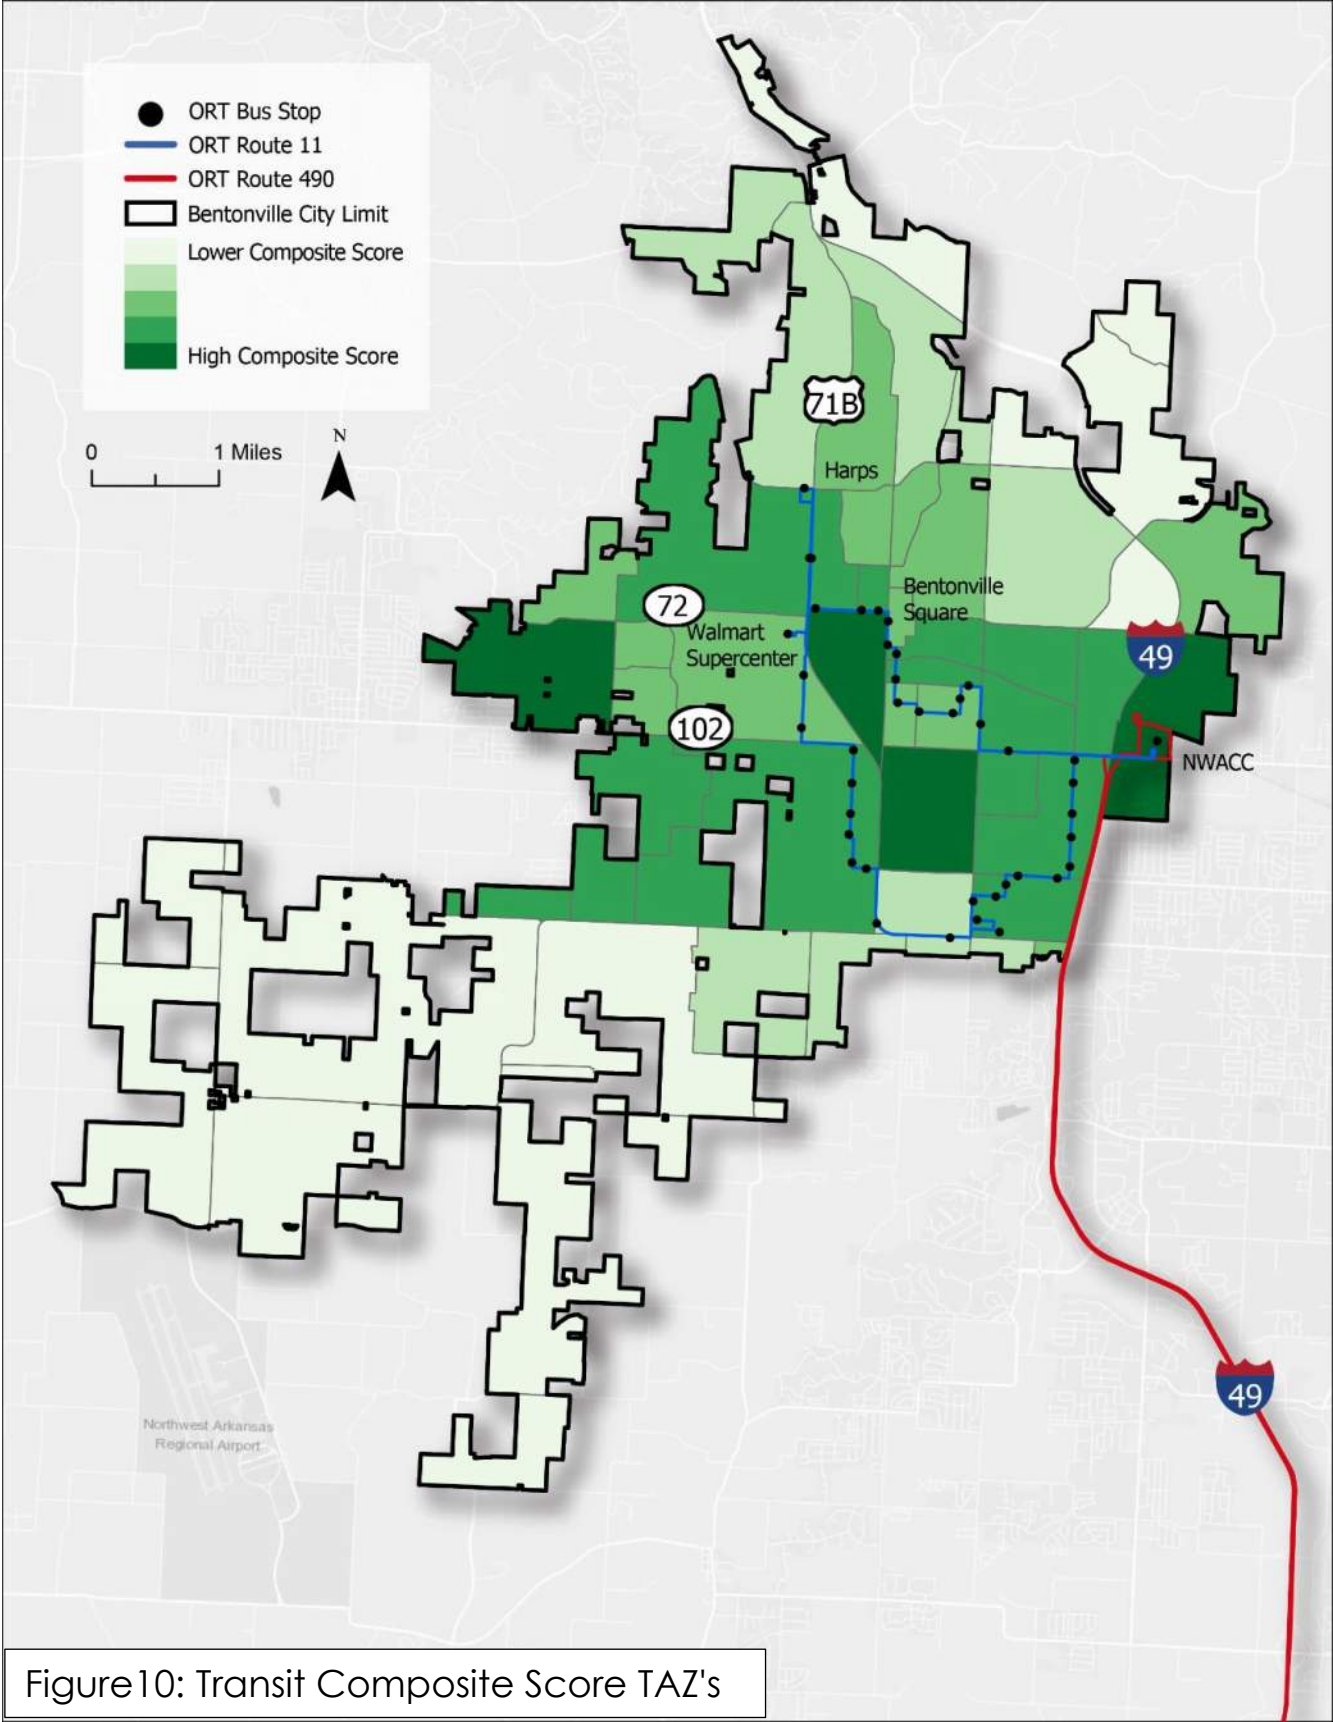 ORT Bus Stop
ORT Route 11
ORT Route 490
Bentonville City Limit
Lower Composite Score
High Composite Score
0 1 Miles
N
71B
Harps
72
Walmart
Supercenter
Bentonville
Square
49
102
NWACC
49
Northwest Arkansas
Regional Airport
Figure10: Transit Composite Score TAZ's